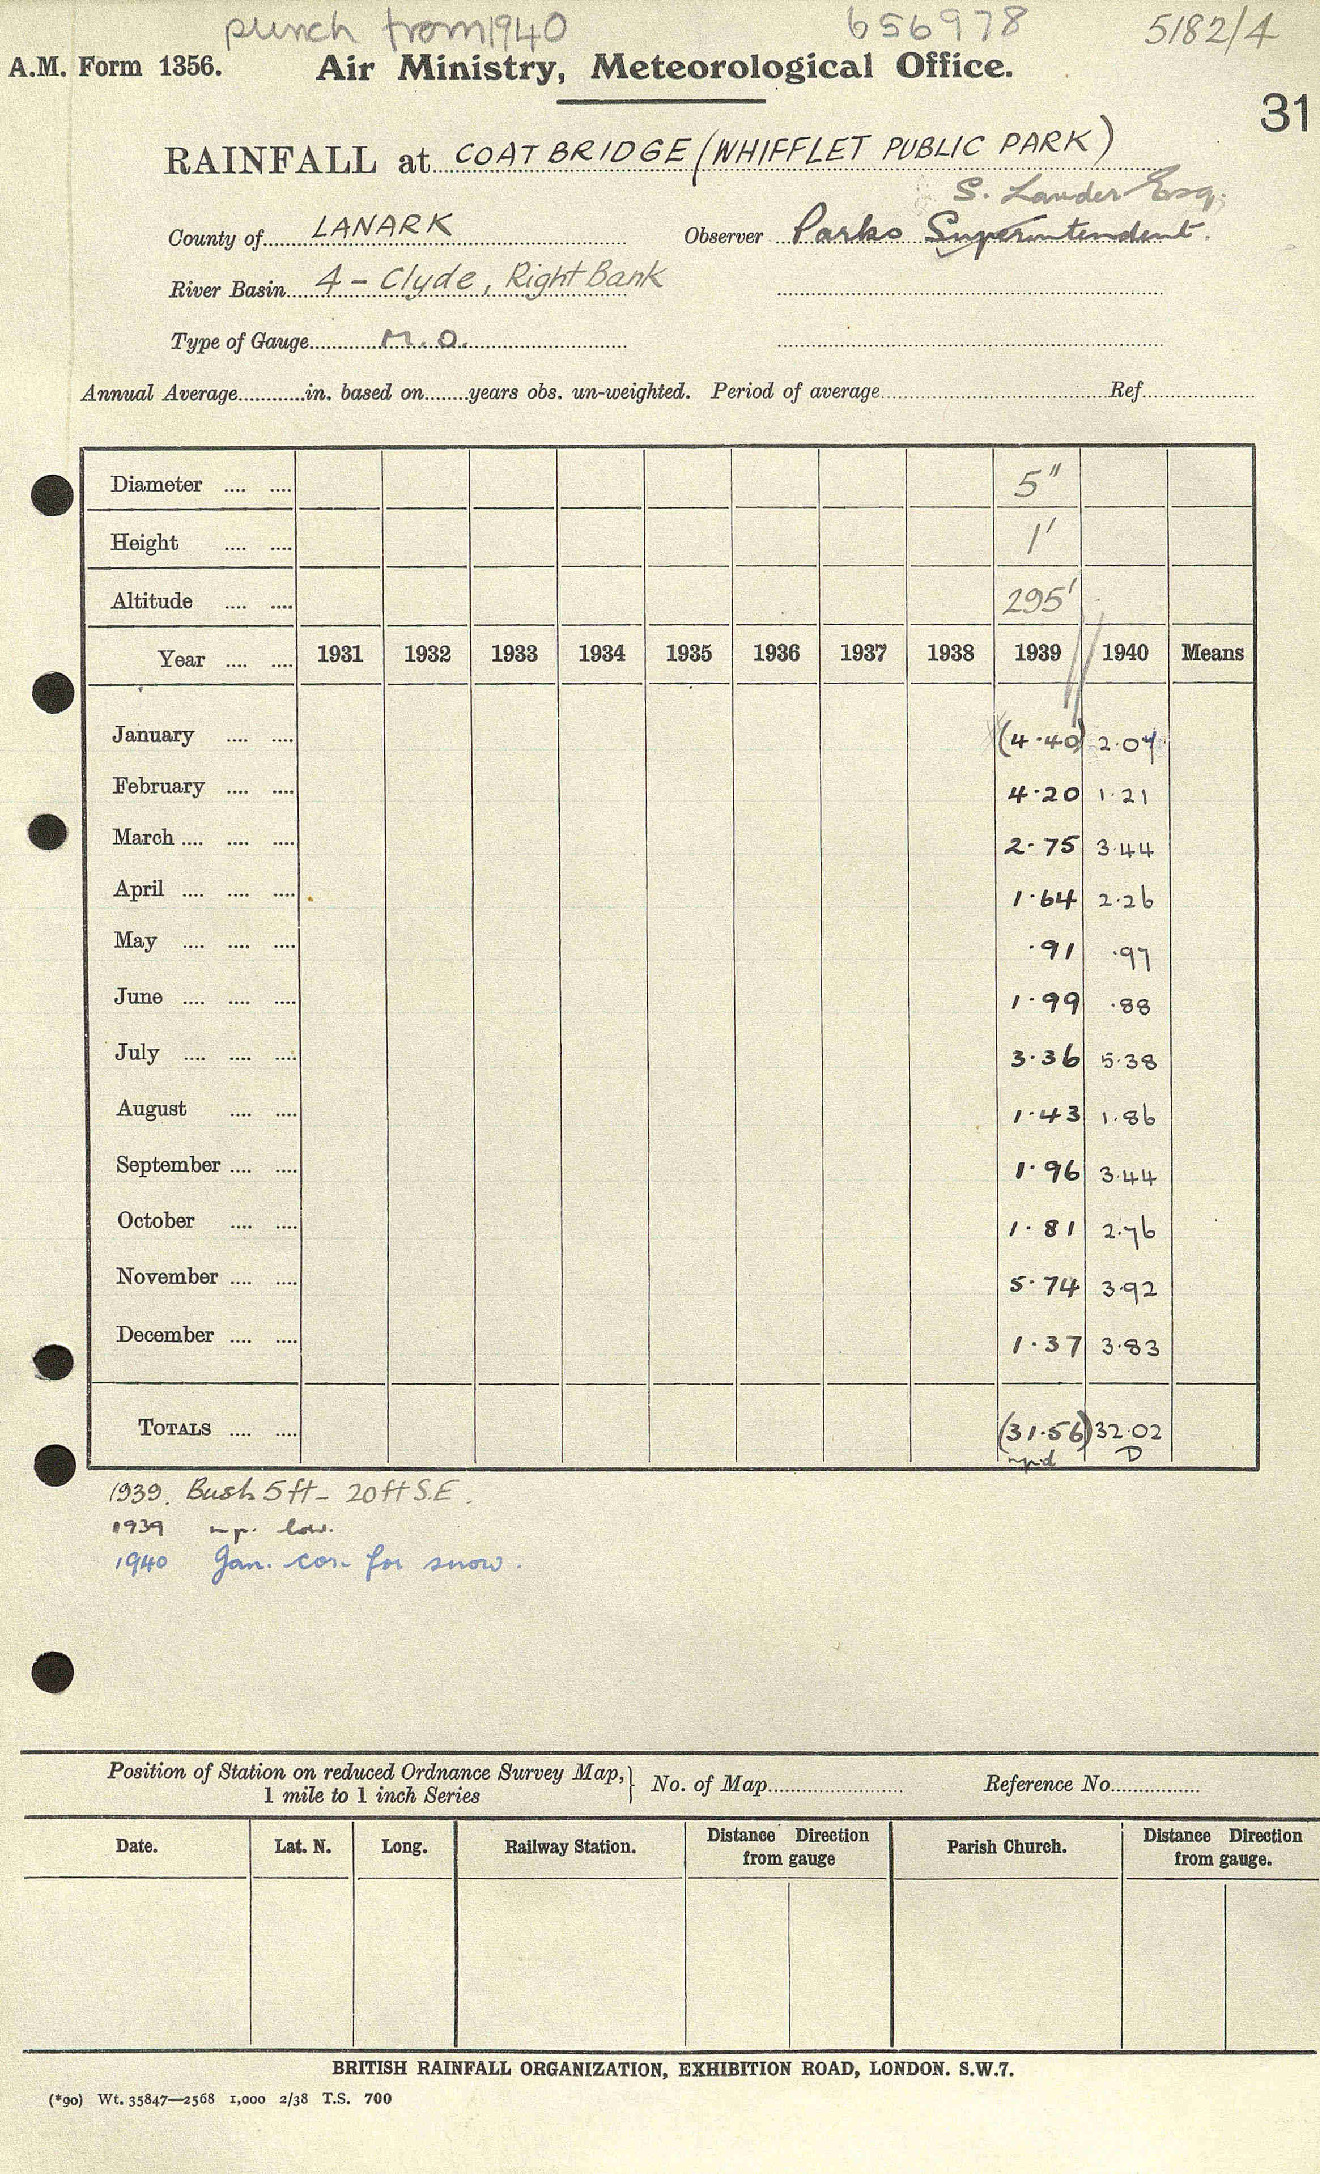 punch from 1940 656978 5182/4
A.M. Form 1356. Air Ministry, Meteorological Office.
31
RAINFALL at COATBRIDGE (WHIFFLET PUBLIC PARK)
S. Lander Esq.
County of LANARK Observer Parks Superintendent.
River Basin 4 - Clyde, Right Bank
Type of Gauge M.O.
Annual Average in. based on years obs. un-weighted. Period of average Ref
Diameter 5"
Height 1'
Altitude 295'
Year 1931 1932 1933 1934 1935 1936 1937 1938 1939 1940 Means
January (4.40) 2.07
February 4.20 1.21
March 2.75 3.44
April 1.64 2.26
May .91 .97
June 1.99 .88
July 3.36 5.38
August 1.43 1.86
September 1.96 3.44
October 1.81 2.76
November 5.74 3.92
December 1.37 3.83
TOTALS (31.56) 32.02
D
1939. Bush 5ft - 20ft S.E.
1939 low.
1940 Jan. corr for snow.
Position of Station on reduced Ordnance Survey Map, 1 mile to 1 inch Series No. of Map Reference No.
Date. Lat. N. Long. Railway Station. Distance Direction from gauge Parish Church. Distance Direction from gauge.
BRITISH RAINFALL ORGANIZATION, EXHIBITION ROAD, LONDON. S.W.7.
(*90) Wt. 35847—2568 1,000 2/38 T.S. 700